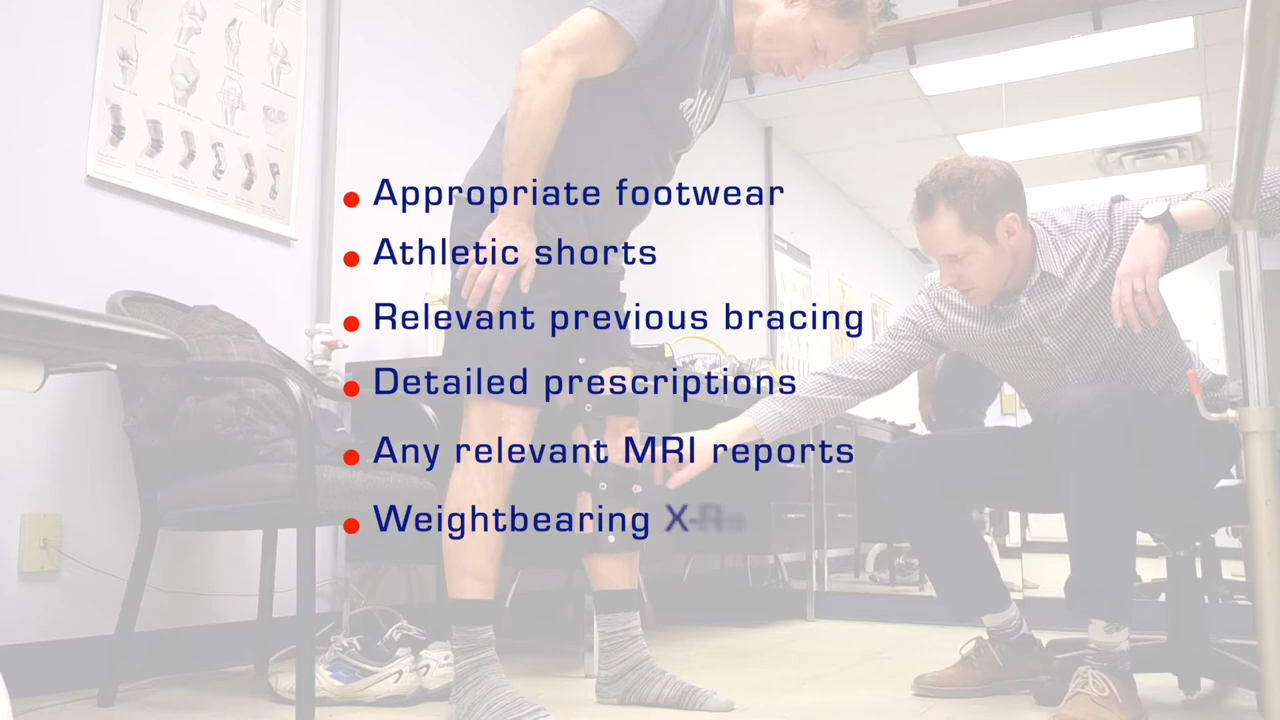 Appropriate footwear
Athletic shorts
Relevant previous bracing
Detailed prescriptions
Any relevant MRI reports
Weightbearing X-